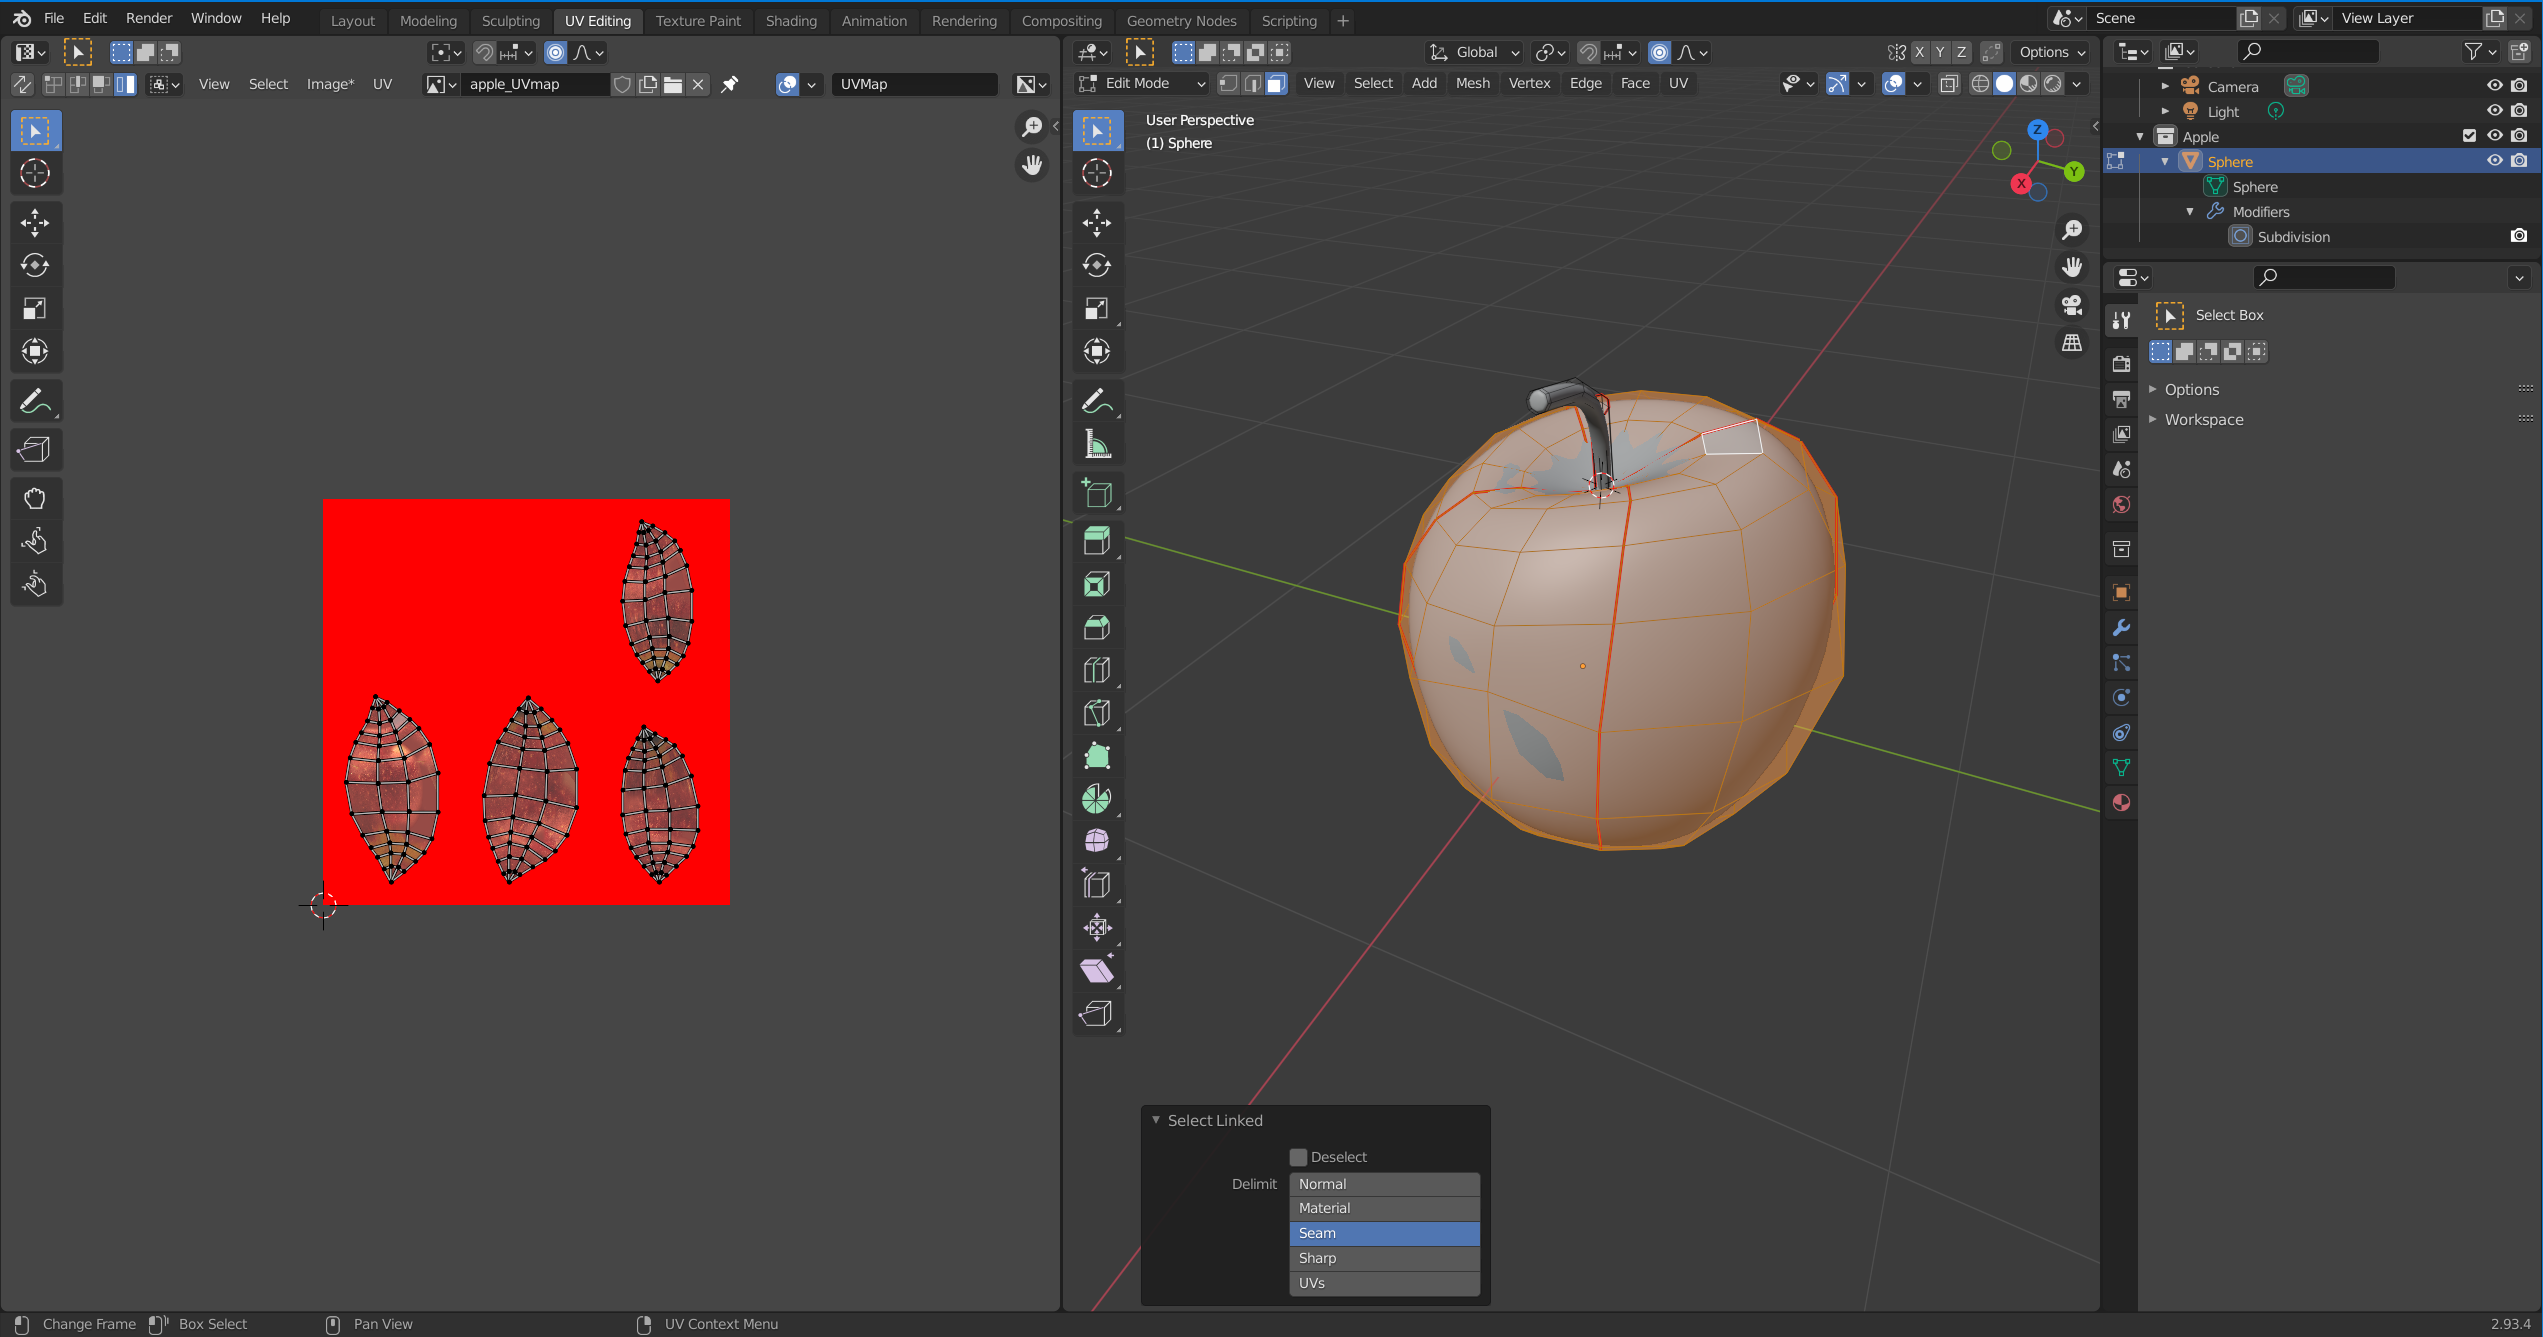 File Edit Render Window Help Layout Modeling Sculpting UV Editing Texture Paint Shading Animation Rendering Compositing Geometry Nodes Scripting + Scene View Layer
Global X Y Z Options
View Select Image* UV apple_UVmap UVMap
Edit Mode View Select Add Mesh Vertex Edge Face UV
User Perspective
(1) Sphere
Z
Y
X
Camera
Light
Apple
Sphere
Sphere
Modifiers
Subdivision
Select Box
Options
Workspace
Select Linked
Deselect
Delimit Normal
Material
Seam
Sharp
UVs
Change Frame Box Select Pan View UV Context Menu 2.93.4